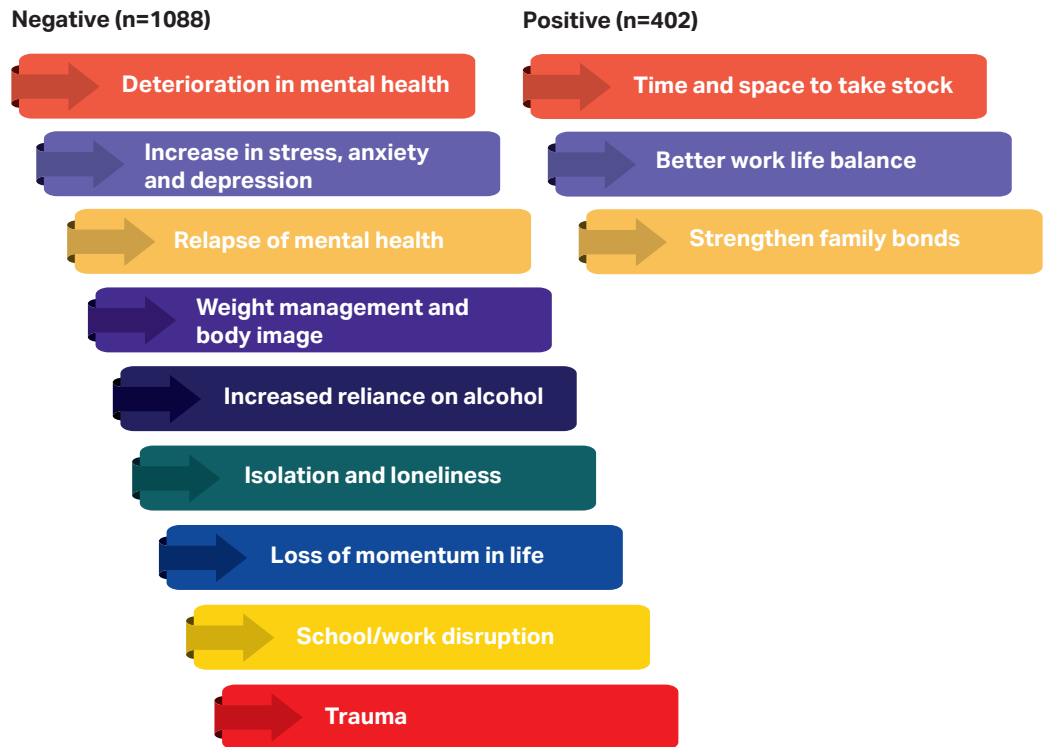 Negative (n=1088)
Deterioration in mental health
Increase in stress, anxiety
and depression
Relapse of mental health
Weight management and
body image
Increased reliance on alcohol
Isolation and loneliness
Loss of momentum in life
School/work disruption
Trauma
Positive (n=402)
Time and space to take stock
Better work life balance
Strengthen family bonds